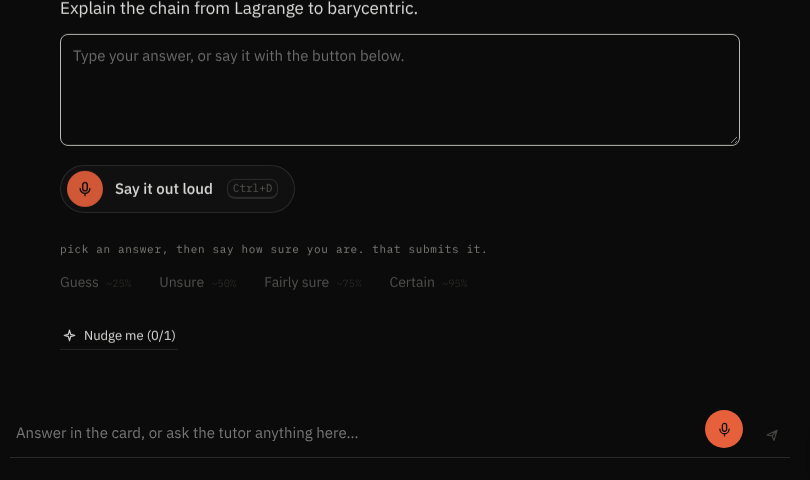 Explain the chain from Lagrange to barycentric.
Type your answer, or say it with the button below.
Say it out loud Ctrl+D
pick an answer, then say how sure you are. that submits it.
Guess ~25% Unsure ~50% Fairly sure ~75% Certain ~95%
Nudge me (0/1)
Answer in the card, or ask the tutor anything here...